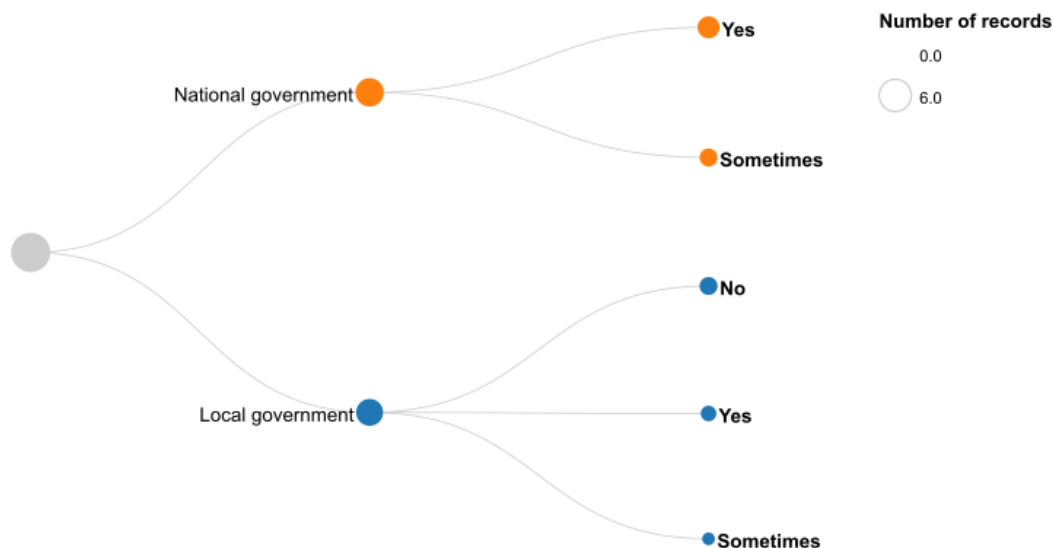 Number of records
0.0
6.0
National government
Yes
Sometimes
Local government
No
Yes
Sometimes